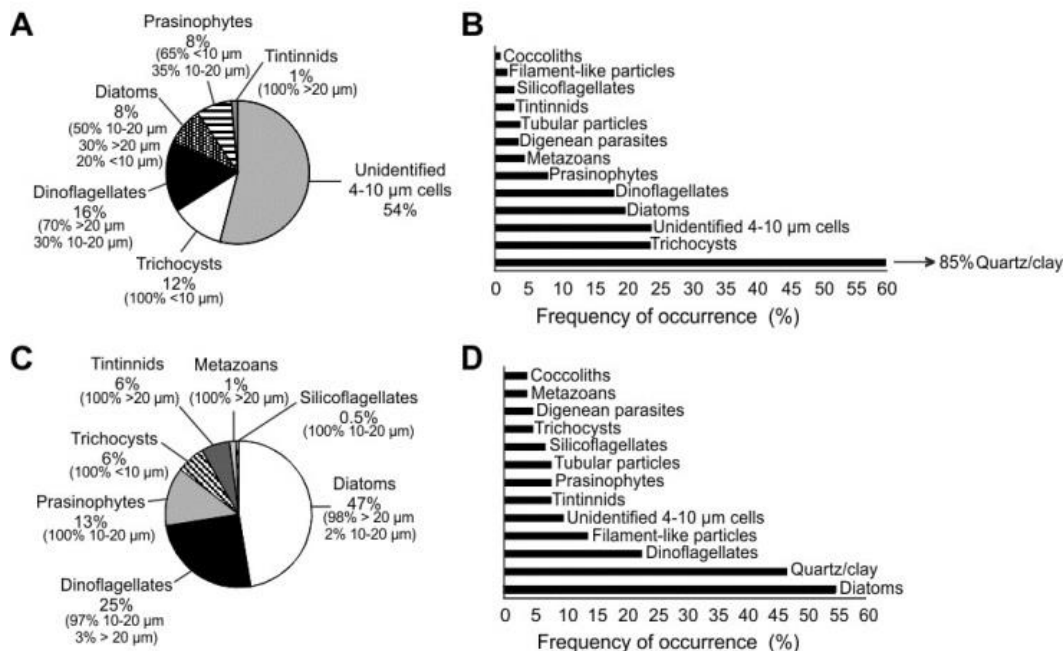 A
Prasinophytes
8%
(65% <10 µm
35% 10-20 µm)
Tintinnids
1%
(100% >20 µm)
Diatoms
8%
(50% 10-20 µm
30% >20 µm
20% <10 µm)
Unidentified
4-10 µm cells
54%
Dinoflagellates
16%
(70% >20 µm
30% 10-20 µm)
Trichocysts
12%
(100% <10 µm)
B
Coccoliths
Filament-like particles
Silicoflagellates
Tintinnids
Tubular particles
Digenean parasites
Metazoans
Prasinophytes
Dinoflagellates
Diatoms
Unidentified 4-10 µm cells
Trichocysts
85% Quartz/clay
0 5 10 15 20 25 30 35 40 45 50 55 60
Frequency of occurrence (%)
C
Tintinnids
6%
(100% >20 µm)
Metazoans
1%
(100% >20 µm)
Silicoflagellates
0.5%
(100% 10-20 µm)
Trichocysts
6%
(100% <10 µm)
Diatoms
47%
(98% > 20 µm
2% 10-20 µm)
Prasinophytes
13%
(100% 10-20 µm)
Dinoflagellates
25%
(97% 10-20 µm
3% > 20 µm)
D
Coccoliths
Metazoans
Digenean parasites
Trichocysts
Silicoflagellates
Tubular particles
Prasinophytes
Tintinnids
Unidentified 4-10 µm cells
Filament-like particles
Dinoflagellates
Quartz/clay
Diatoms
0 5 10 15 20 25 30 35 40 45 50 55 60
Frequency of occurrence (%)